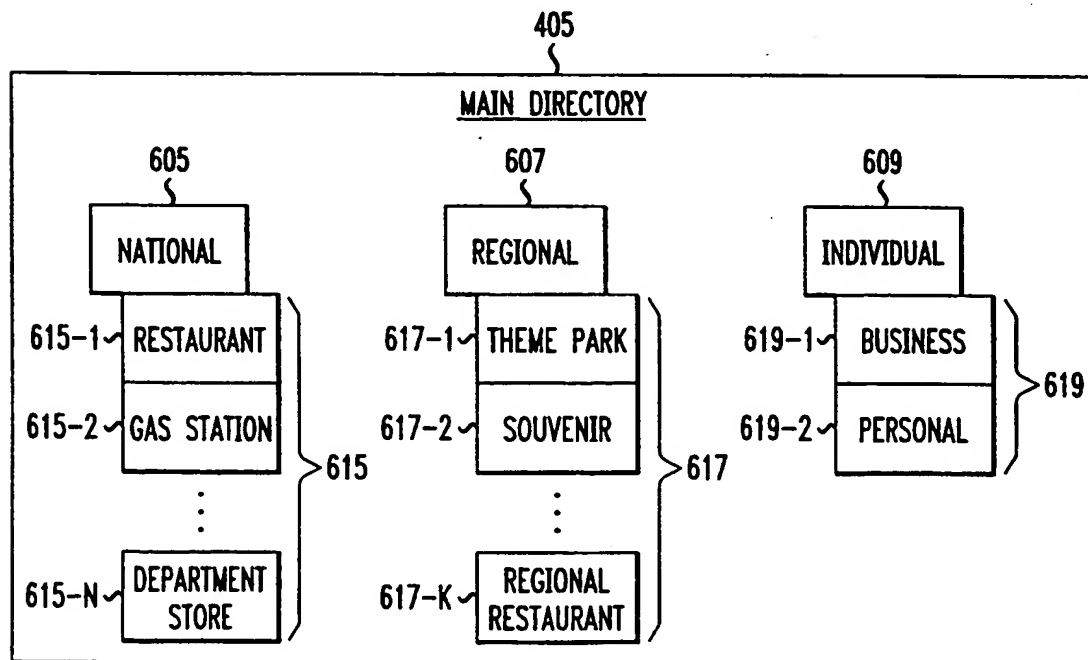 405
MAIN DIRECTORY
605
607
609
NATIONAL
REGIONAL
INDIVIDUAL
615-1
RESTAURANT
617-1
THEME PARK
619-1
BUSINESS
615-2
GAS STATION
617-2
SOUVENIR
619-2
PERSONAL
615
617
619
615-N
DEPARTMENT
STORE
617-K
REGIONAL
RESTAURANT